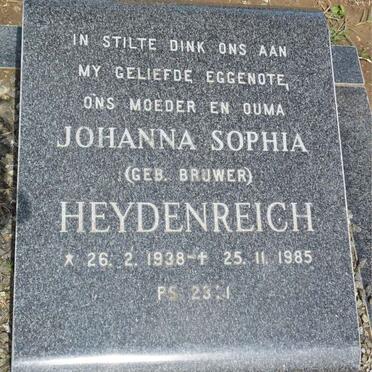 IN STILTE DINK ONS AAN
MY GELIEFDE EGGENOTE,
ONS MOEDER EN OUMA
JOHANNA SOPHIA
(GEB. BRUWER)
HEYDENREICH
* 26. 2. 1938 - † 25. 11. 1985
PS 23:1